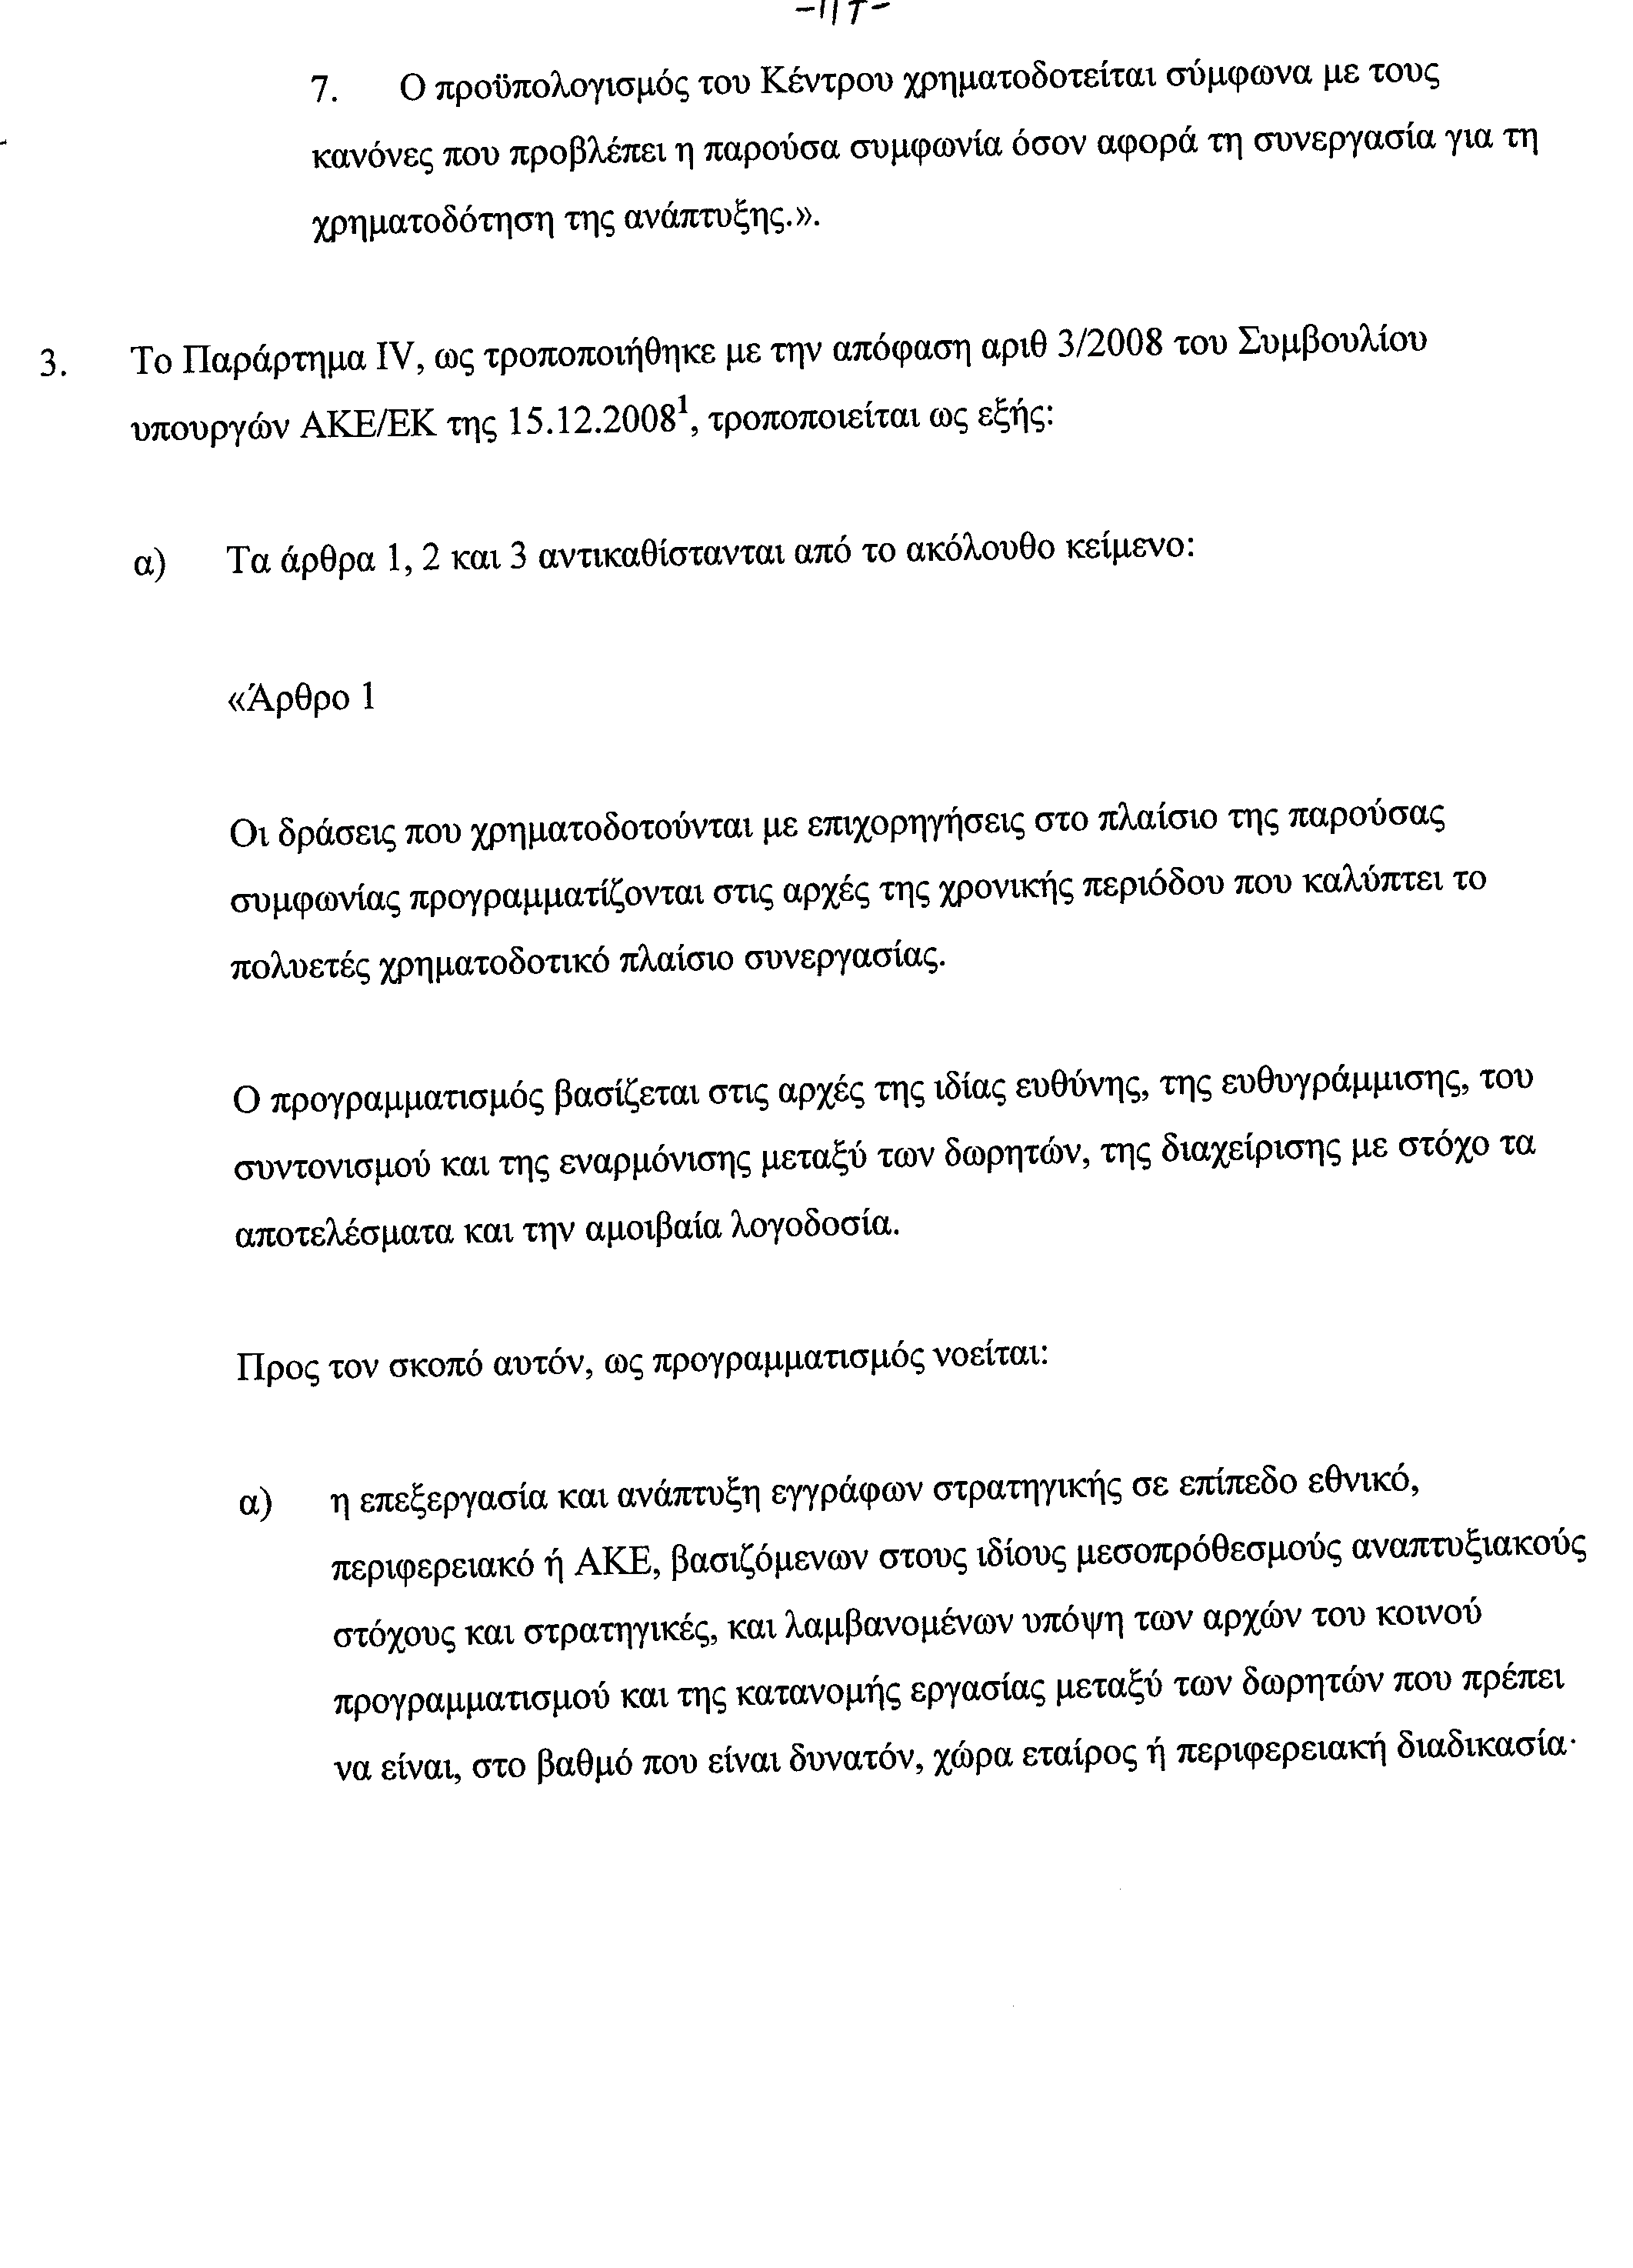 7. Ο προϋπολογισμός του Κέντρου χρηματοδοτείται σύμφωνα με τους
κανόνες που προβλέπει η παρούσα συμφωνία όσον αφορά τη συνεργασία για τη
χρηματοδότηση της ανάπτυξης.».
3. Το Παράρτημα IV, ως τροποποιήθηκε με την απόφαση αριθ 3/2008 του Συμβουλίου
υπουργών ΑΚΕ/ΕΚ της 15.12.2008¹, τροποποιείται ως εξής:
α) Τα άρθρα 1, 2 και 3 αντικαθίστανται από το ακόλουθο κείμενο:
«Άρθρο 1
Οι δράσεις που χρηματοδοτούνται με επιχορηγήσεις στο πλαίσιο της παρούσας
συμφωνίας προγραμματίζονται στις αρχές της χρονικής περιόδου που καλύπτει το
πολυετές χρηματοδοτικό πλαίσιο συνεργασίας.
Ο προγραμματισμός βασίζεται στις αρχές της ιδίας ευθύνης, της ευθυγράμμισης, του
συντονισμού και της εναρμόνισης μεταξύ των δωρητών, της διαχείρισης με στόχο τα
αποτελέσματα και την αμοιβαία λογοδοσία.
Προς τον σκοπό αυτόν, ως προγραμματισμός νοείται:
α) η επεξεργασία και ανάπτυξη εγγράφων στρατηγικής σε επίπεδο εθνικό,
περιφερειακό ή ΑΚΕ, βασιζόμενων στους ιδίους μεσοπρόθεσμούς αναπτυξιακούς
στόχους και στρατηγικές, και λαμβανομένων υπόψη των αρχών του κοινού
προγραμματισμού και της κατανομής εργασίας μεταξύ των δωρητών που πρέπει
να είναι, στο βαθμό που είναι δυνατόν, χώρα εταίρος ή περιφερειακή διαδικασία·